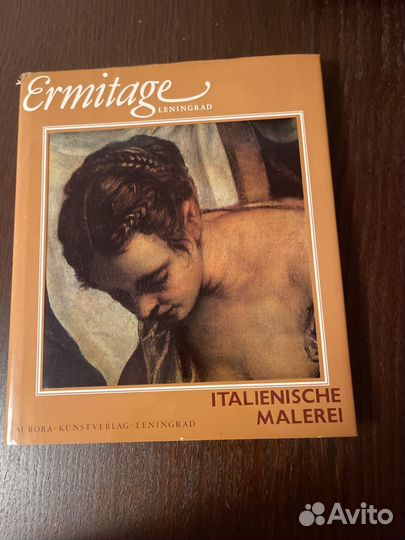 Ermitage
LENINGRAD
ITALIENISCHE
MALEREI
AURORA-KUNSTVERLAG·LENINGRAD
Avito